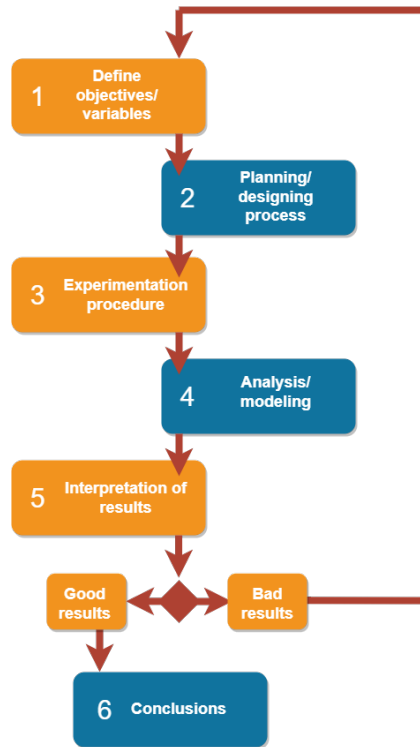 1
Define
objectives/
variables
2
Planning/
designing
process
3
Experimentation
procedure
4
Analysis/
modeling
5
Interpretation of
results
Good
results
Bad
results
6
Conclusions